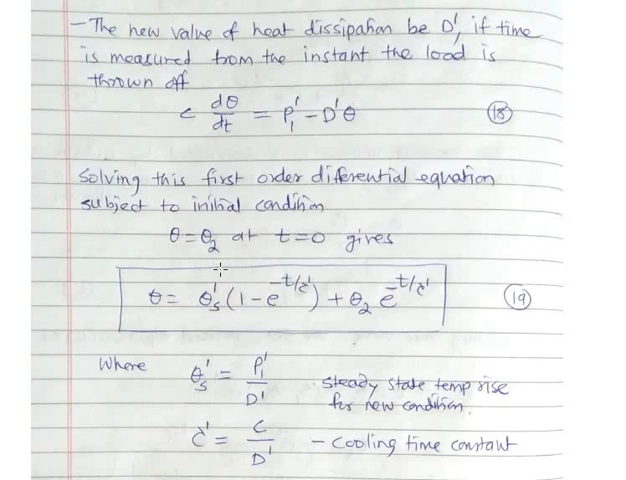 - The new value of heat dissipation be D', if time
is measured from the instant the load is
thrown off
C dθ/dt = P₁' - D'θ (18)
Solving this first order differential equation
subject to initial condition
θ = θ₂ at t=0 gives
θ = θₛ' (1 - e^(-t/τ')) + θ₂ e^(-t/τ') (19)
Where θₛ' = P₁'/D' Steady state temp rise
for new condition.
τ' = C/D' - Cooling time constant